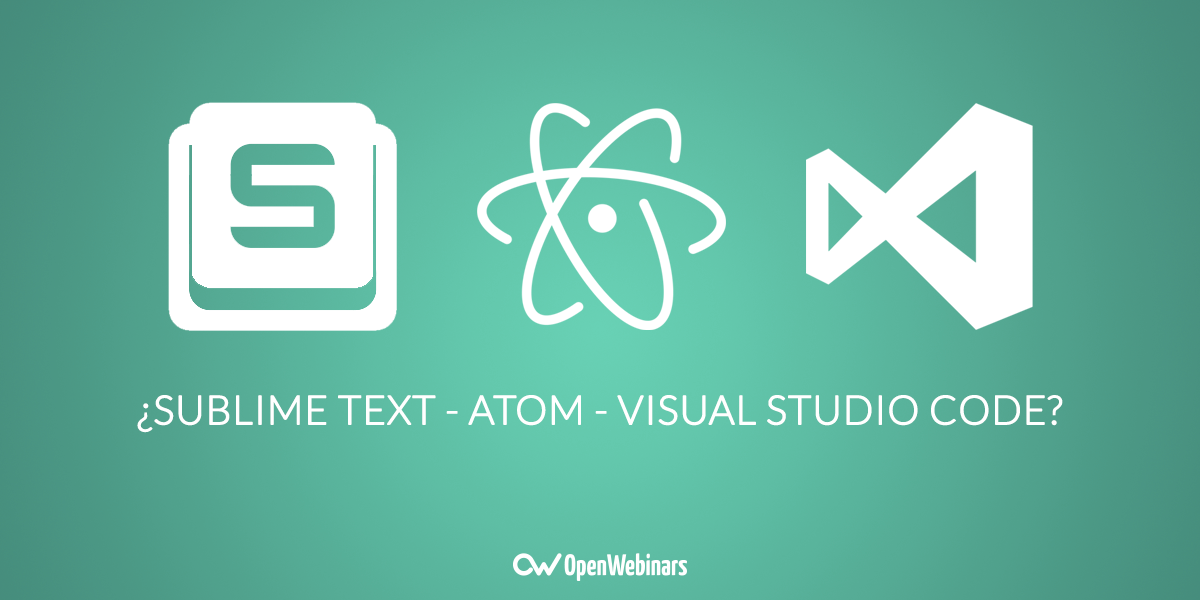 S
¿SUBLIME TEXT - ATOM - VISUAL STUDIO CODE?
OpenWebinars